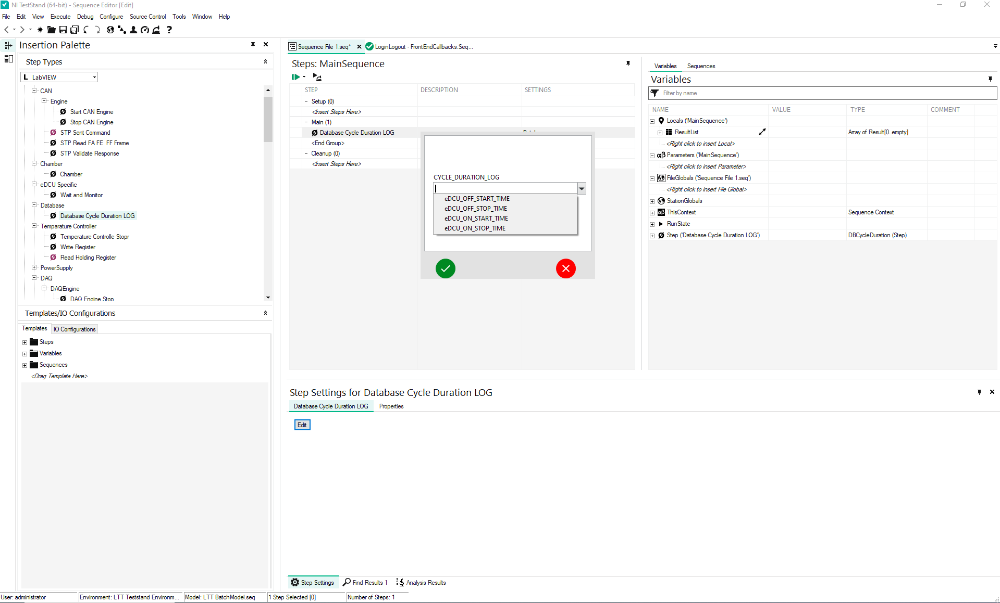 NI TestStand (64-bit) - Sequence Editor [Edit]
File Edit View Execute Debug Configure Source Control Tools Window Help
Insertion Palette
Step Types
L LabVIEW
CAN
Engine
Start CAN Engine
Stop CAN Engine
STP Sent Command
STP Read FA FE FF Frame
STP Validate Response
Chamber
Chamber
eDCU Specific
Wait and Monitor
Database
Database Cycle Duration LOG
Temparature Controller
Temperature Controlle Stopr
Write Register
Read Holding Register
PowerSupply
DAQ
DAQEngine
DAQ Engine Stop
Templates/IO Configurations
Templates IO Configurations
Steps
Variables
Sequences
<Drag Template Here>
Sequence File 1.seq*
LoginLogout - FrontEndCallbacks.Seq...
Steps: MainSequence
STEP DESCRIPTION SETTINGS
Setup (0)
<Insert Steps Here>
Main (1)
Database Cycle Duration LOG
<End Group>
Cleanup (0)
<Insert Steps Here>
CYCLE_DURATION_LOG
eDCU_OFF_START_TIME
eDCU_OFF_STOP_TIME
eDCU_ON_START_TIME
eDCU_ON_STOP_TIME
Variables Sequences
Variables
Filter by name
NAME VALUE TYPE COMMENT
Locals ('MainSequence')
ResultList Array of Result[0..empty]
<Right click to insert Local>
αβ Parameters ('MainSequence')
<Right click to insert Parameter>
FileGlobals ('Sequence File 1.seq')
<Right click to insert File Global>
StationGlobals
αβ ThisContext Sequence Context
RunState
Step ('Database Cycle Duration LOG') DBCycleDuration (Step)
Step Settings for Database Cycle Duration LOG
Database Cycle Duration LOG Properties
Edit
Step Settings Find Results 1 Analysis Results
User: administrator Environment: LTT Teststand Environm... Model: LTT BatchModel.seq 1 Step Selected [0] Number of Steps: 1